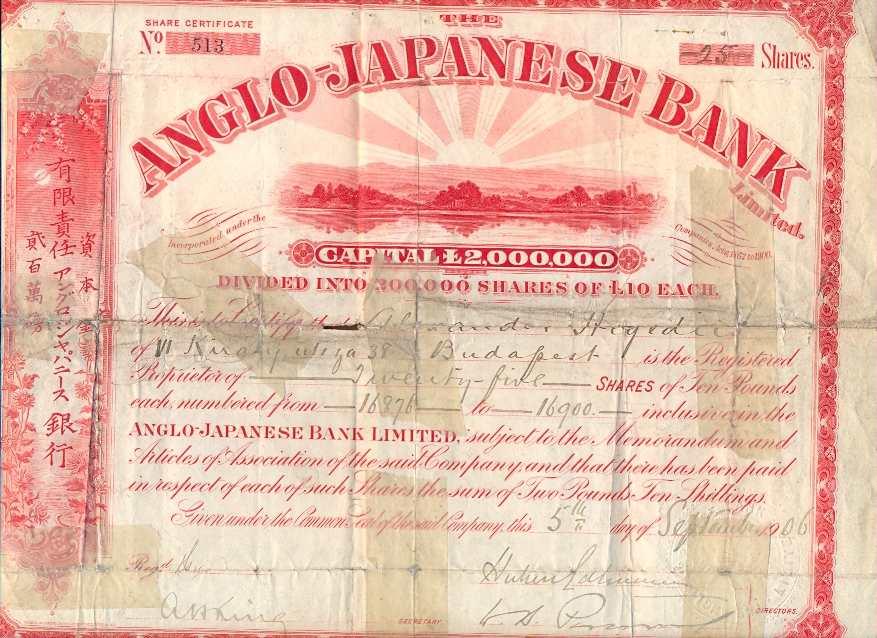 THE
SHARE CERTIFICATE
No 513
25 Shares.
ANGLO-JAPANESE BANK
Limited.
Incorporated under the
Companies Acts 1862 to 1900.
CAPITAL £2,000,000
DIVIDED INTO 200,000 SHARES OF £10 EACH.
This is to Certify that Alexander
of VI Kiraly utsza 38 Budapest is the Registered
Proprietor of Twenty-five SHARES of Ten Pounds
each, numbered from 16876 to 16900 inclusive in the
ANGLO-JAPANESE BANK LIMITED, subject to the Memorandum and
Articles of Association of the said Company, and that there has been paid
in respect of each of such Shares the sum of Two Pounds Ten Shillings.
Given under the Common Seal of the said Company, this 5th day of September 1906
Regd
A W King
SECRETARY
DIRECTORS.
資本金
有限責任 アングロジャパニース 銀行
貳百萬